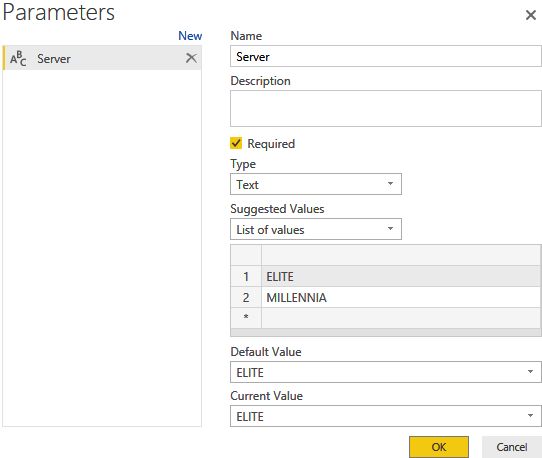 Parameters
New
ABC Server
Name
Server
Description
Required
Type
Text
Suggested Values
List of values
1 ELITE
2 MILLENNIA
*
Default Value
ELITE
Current Value
ELITE
OK Cancel